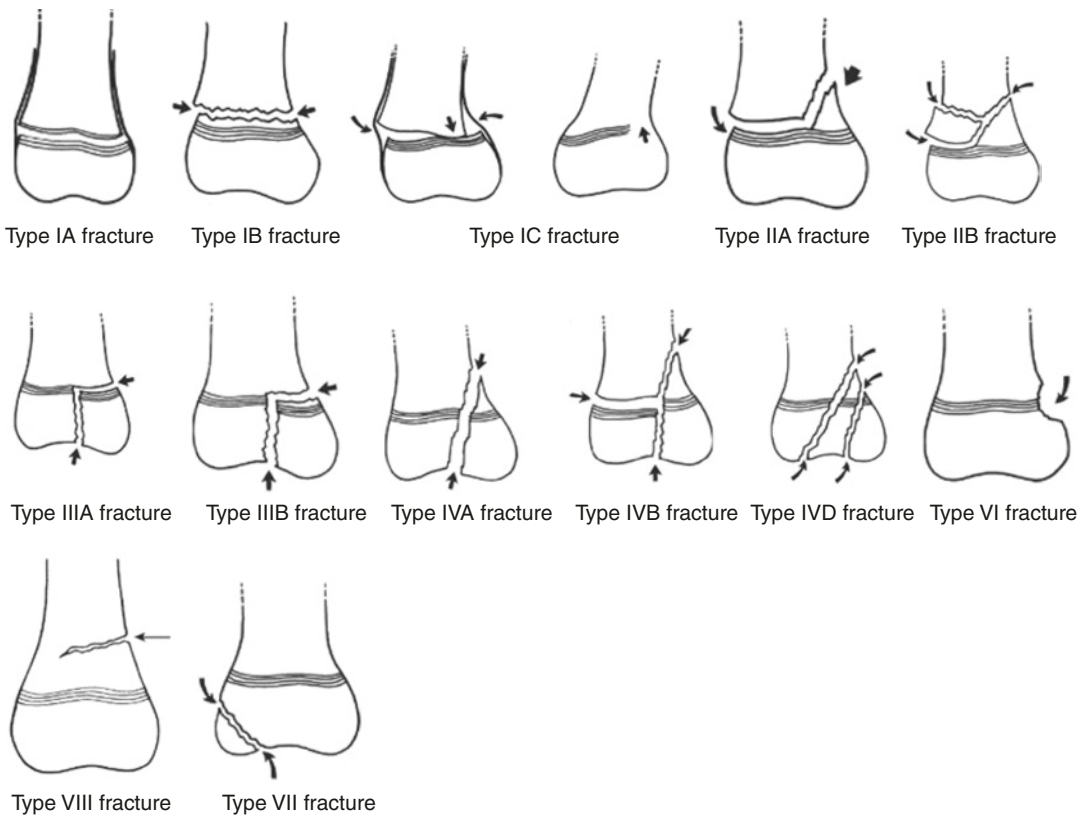 Type IA fracture
Type IB fracture
Type IC fracture
Type IIA fracture
Type IIB fracture
Type IIIA fracture
Type IIIB fracture
Type IVA fracture
Type IVB fracture
Type IVD fracture
Type VI fracture
Type VIII fracture
Type VII fracture